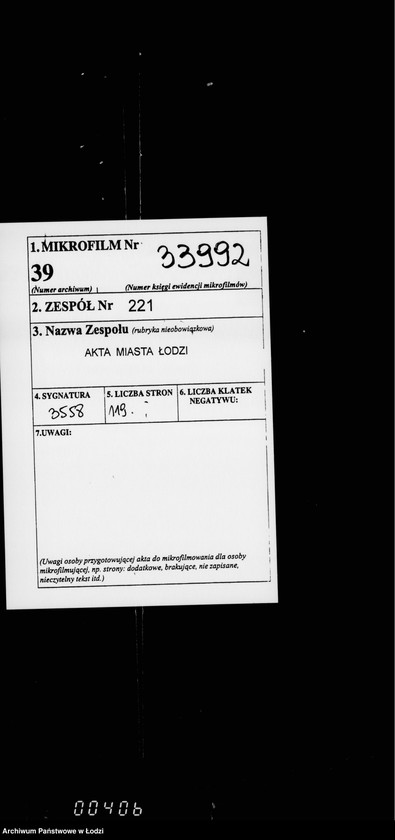 1. MIKROFILM Nr 33992
39
(Numer archiwum) (Numer księgi ewidencji mikrofilmów)
2. ZESPÓŁ Nr 221
3. Nazwa Zespołu (rubryka nieobowiązkowa)
AKTA MIASTA ŁODZI
4. SYGNATURA 5. LICZBA STRON 6. LICZBA KLATEK
NEGATYWU:
3558 119.
7.UWAGI:
(Uwagi osoby przygotowującej akta do mikrofilmowania dla osoby
mikrofilmującej, np. strony: dodatkowe, brakujące, nie zapisane,
nieczytelny tekst itd.)
00406
Archiwum Państwowe w Łodzi